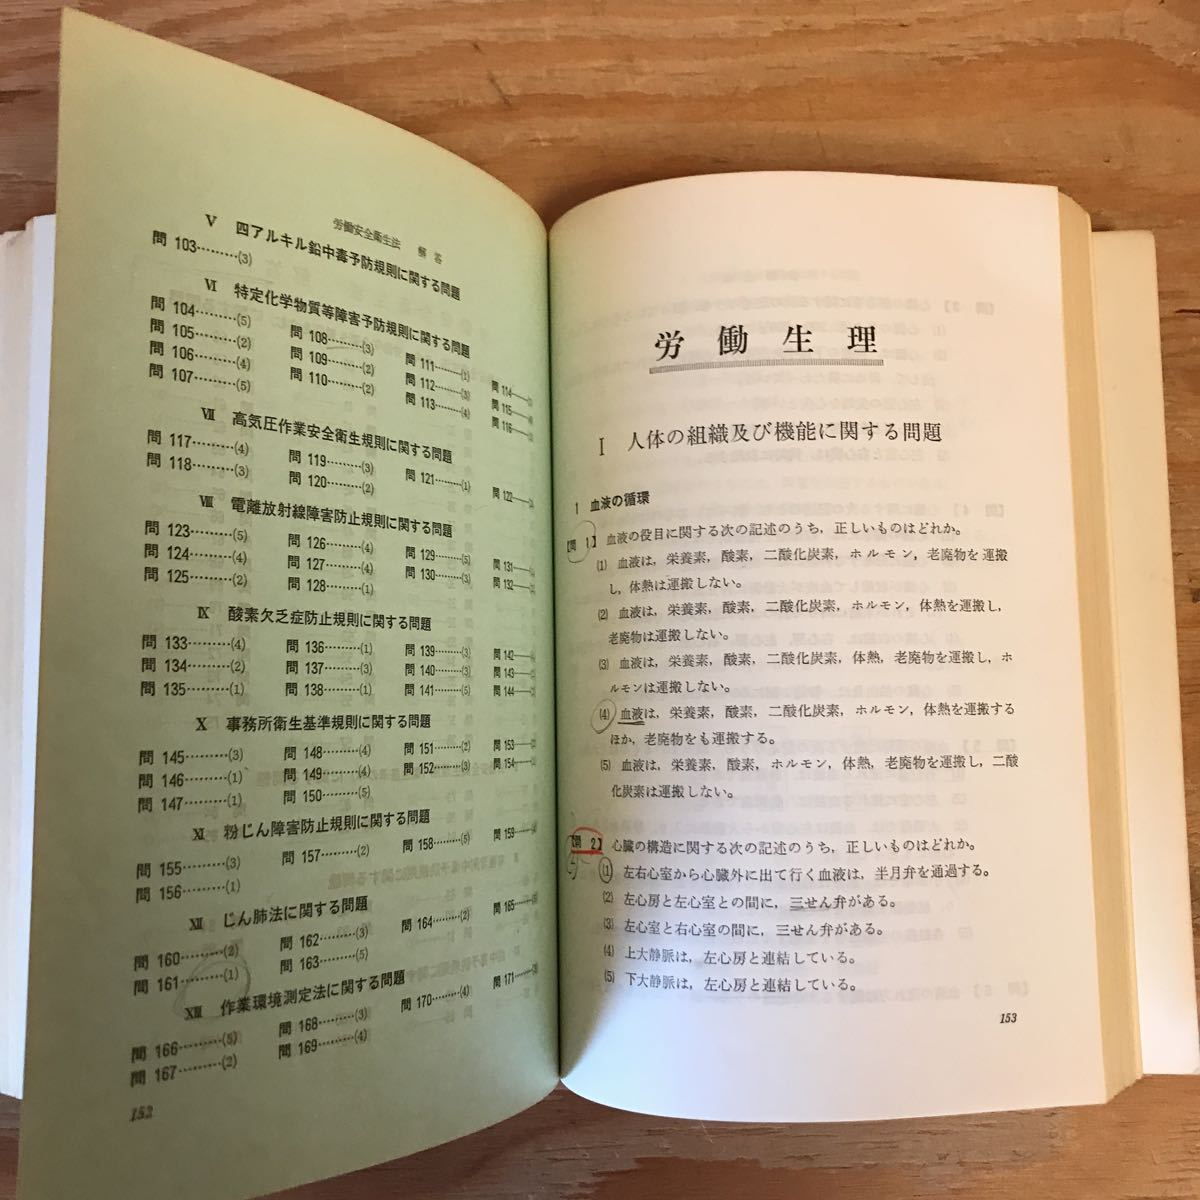 労働安全衛生法　解答
Ⅴ　四アルキル鉛中毒予防規則に関する問題
問 103………(3)
Ⅵ　特定化学物質等障害予防規則に関する問題
問 104………(5)　問 108………(3)　問 111………(1)　問 114
問 105………(2)　問 109………(2)　問 112………(3)　問 115
問 106………(4)　問 110………(2)　問 113………(4)　問 116
問 107………(5)
Ⅶ　高気圧作業安全衛生規則に関する問題
問 117………(4)　問 119………(3)　問 121………(1)　問 122
問 118………(3)　問 120………(2)
Ⅷ　電離放射線障害防止規則に関する問題
問 123………(5)　問 126………(4)　問 129………(5)　問 131
問 124………(4)　問 127………(4)　問 130………(3)　問 132
問 125………(2)　問 128………(1)
Ⅸ　酸素欠乏症防止規則に関する問題
問 133………(4)　問 136………(1)　問 139………(3)　問 142
問 134………(2)　問 137………(3)　問 140………(3)　問 143
問 135………(1)　問 138………(1)　問 141………(5)　問 144
Ⅹ　事務所衛生基準規則に関する問題
問 145………(3)　問 148………(4)　問 151………(2)　問 153
問 146………(1)　問 149………(4)　問 152………(3)　問 154
問 147………(1)　問 150………(5)
Ⅺ　粉じん障害防止規則に関する問題
問 155………(3)　問 157………(2)　問 158………(5)　問 159
問 156………(1)
Ⅻ　じん肺法に関する問題
問 160………(2)　問 162………(3)　問 164………(2)　問 165
問 161………(1)　問 163………(5)
XIII　作業環境測定法に関する問題
問 166………(5)　問 168………(3)　問 170………(4)　問 171
問 167………(2)　問 169………(4)
152
労働生理
Ⅰ　人体の組織及び機能に関する問題
1　血液の循環
【問 1】　血液の役目に関する次の記述のうち，正しいものはどれか。
(1)　血液は，栄養素，酸素，二酸化炭素，ホルモン，老廃物を運搬
し，体熱は運搬しない。
(2)　血液は，栄養素，酸素，二酸化炭素，ホルモン，体熱を運搬し，
老廃物は運搬しない。
(3)　血液は，栄養素，酸素，二酸化炭素，体熱，老廃物を運搬し，ホ
ルモンは運搬しない。
(4)　血液は，栄養素，酸素，二酸化炭素，ホルモン，体熱を運搬する
ほか，老廃物をも運搬する。
(5)　血液は，栄養素，酸素，ホルモン，体熱，老廃物を運搬し，二酸
化炭素は運搬しない。
【問 2】　心臓の構造に関する次の記述のうち，正しいものはどれか。
(1)　左右心室から心臓外に出て行く血液は，半月弁を通過する。
(2)　左心房と左心室との間に，三せん弁がある。
(3)　左心室と右心室の間に，三せん弁がある。
(4)　上大静脈は，左心房と連結している。
(5)　下大静脈は，左心房と連結している。
153